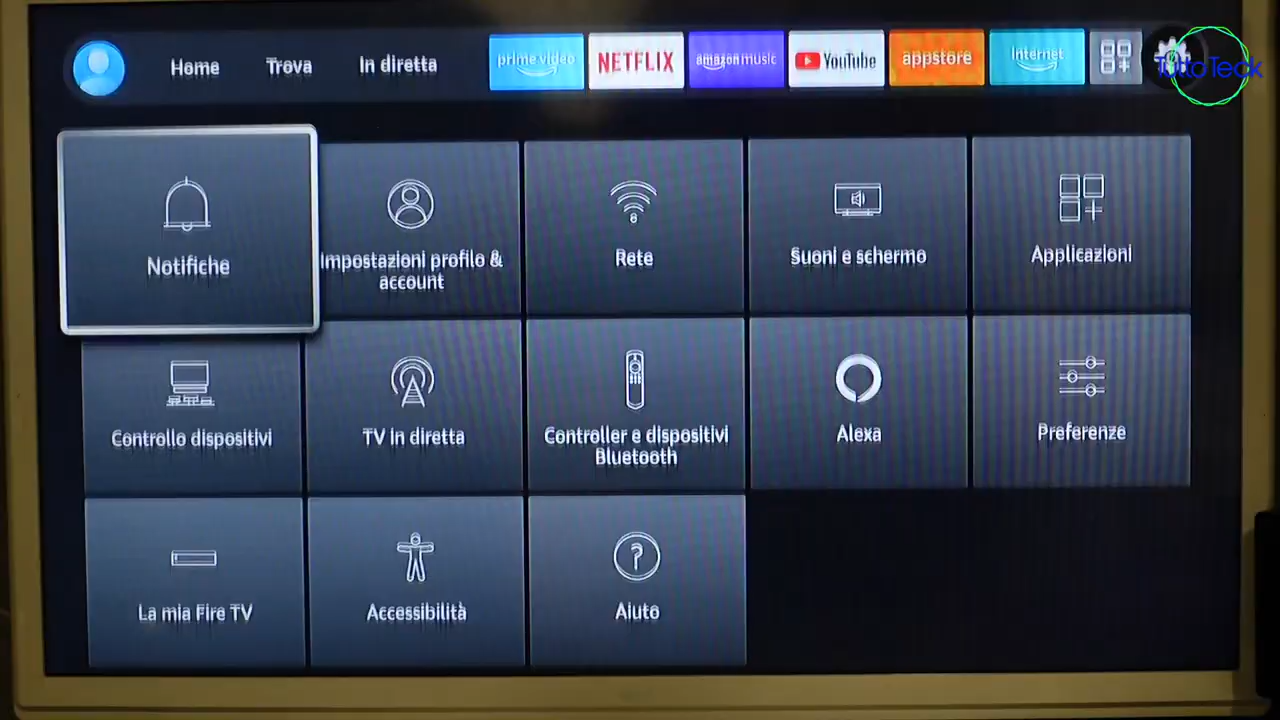 Home
Trova
In diretta
prime video
NETFLIX
amazon music
YouTube
appstore
Internet
TuttoTeck
Notifiche
Impostazioni profilo &
account
Rete
Suoni e schermo
Applicazioni
Controllo dispositivi
TV in diretta
Controller e dispositivi
Bluetooth
Alexa
Preferenze
La mia Fire TV
Accessibilità
Aiuto